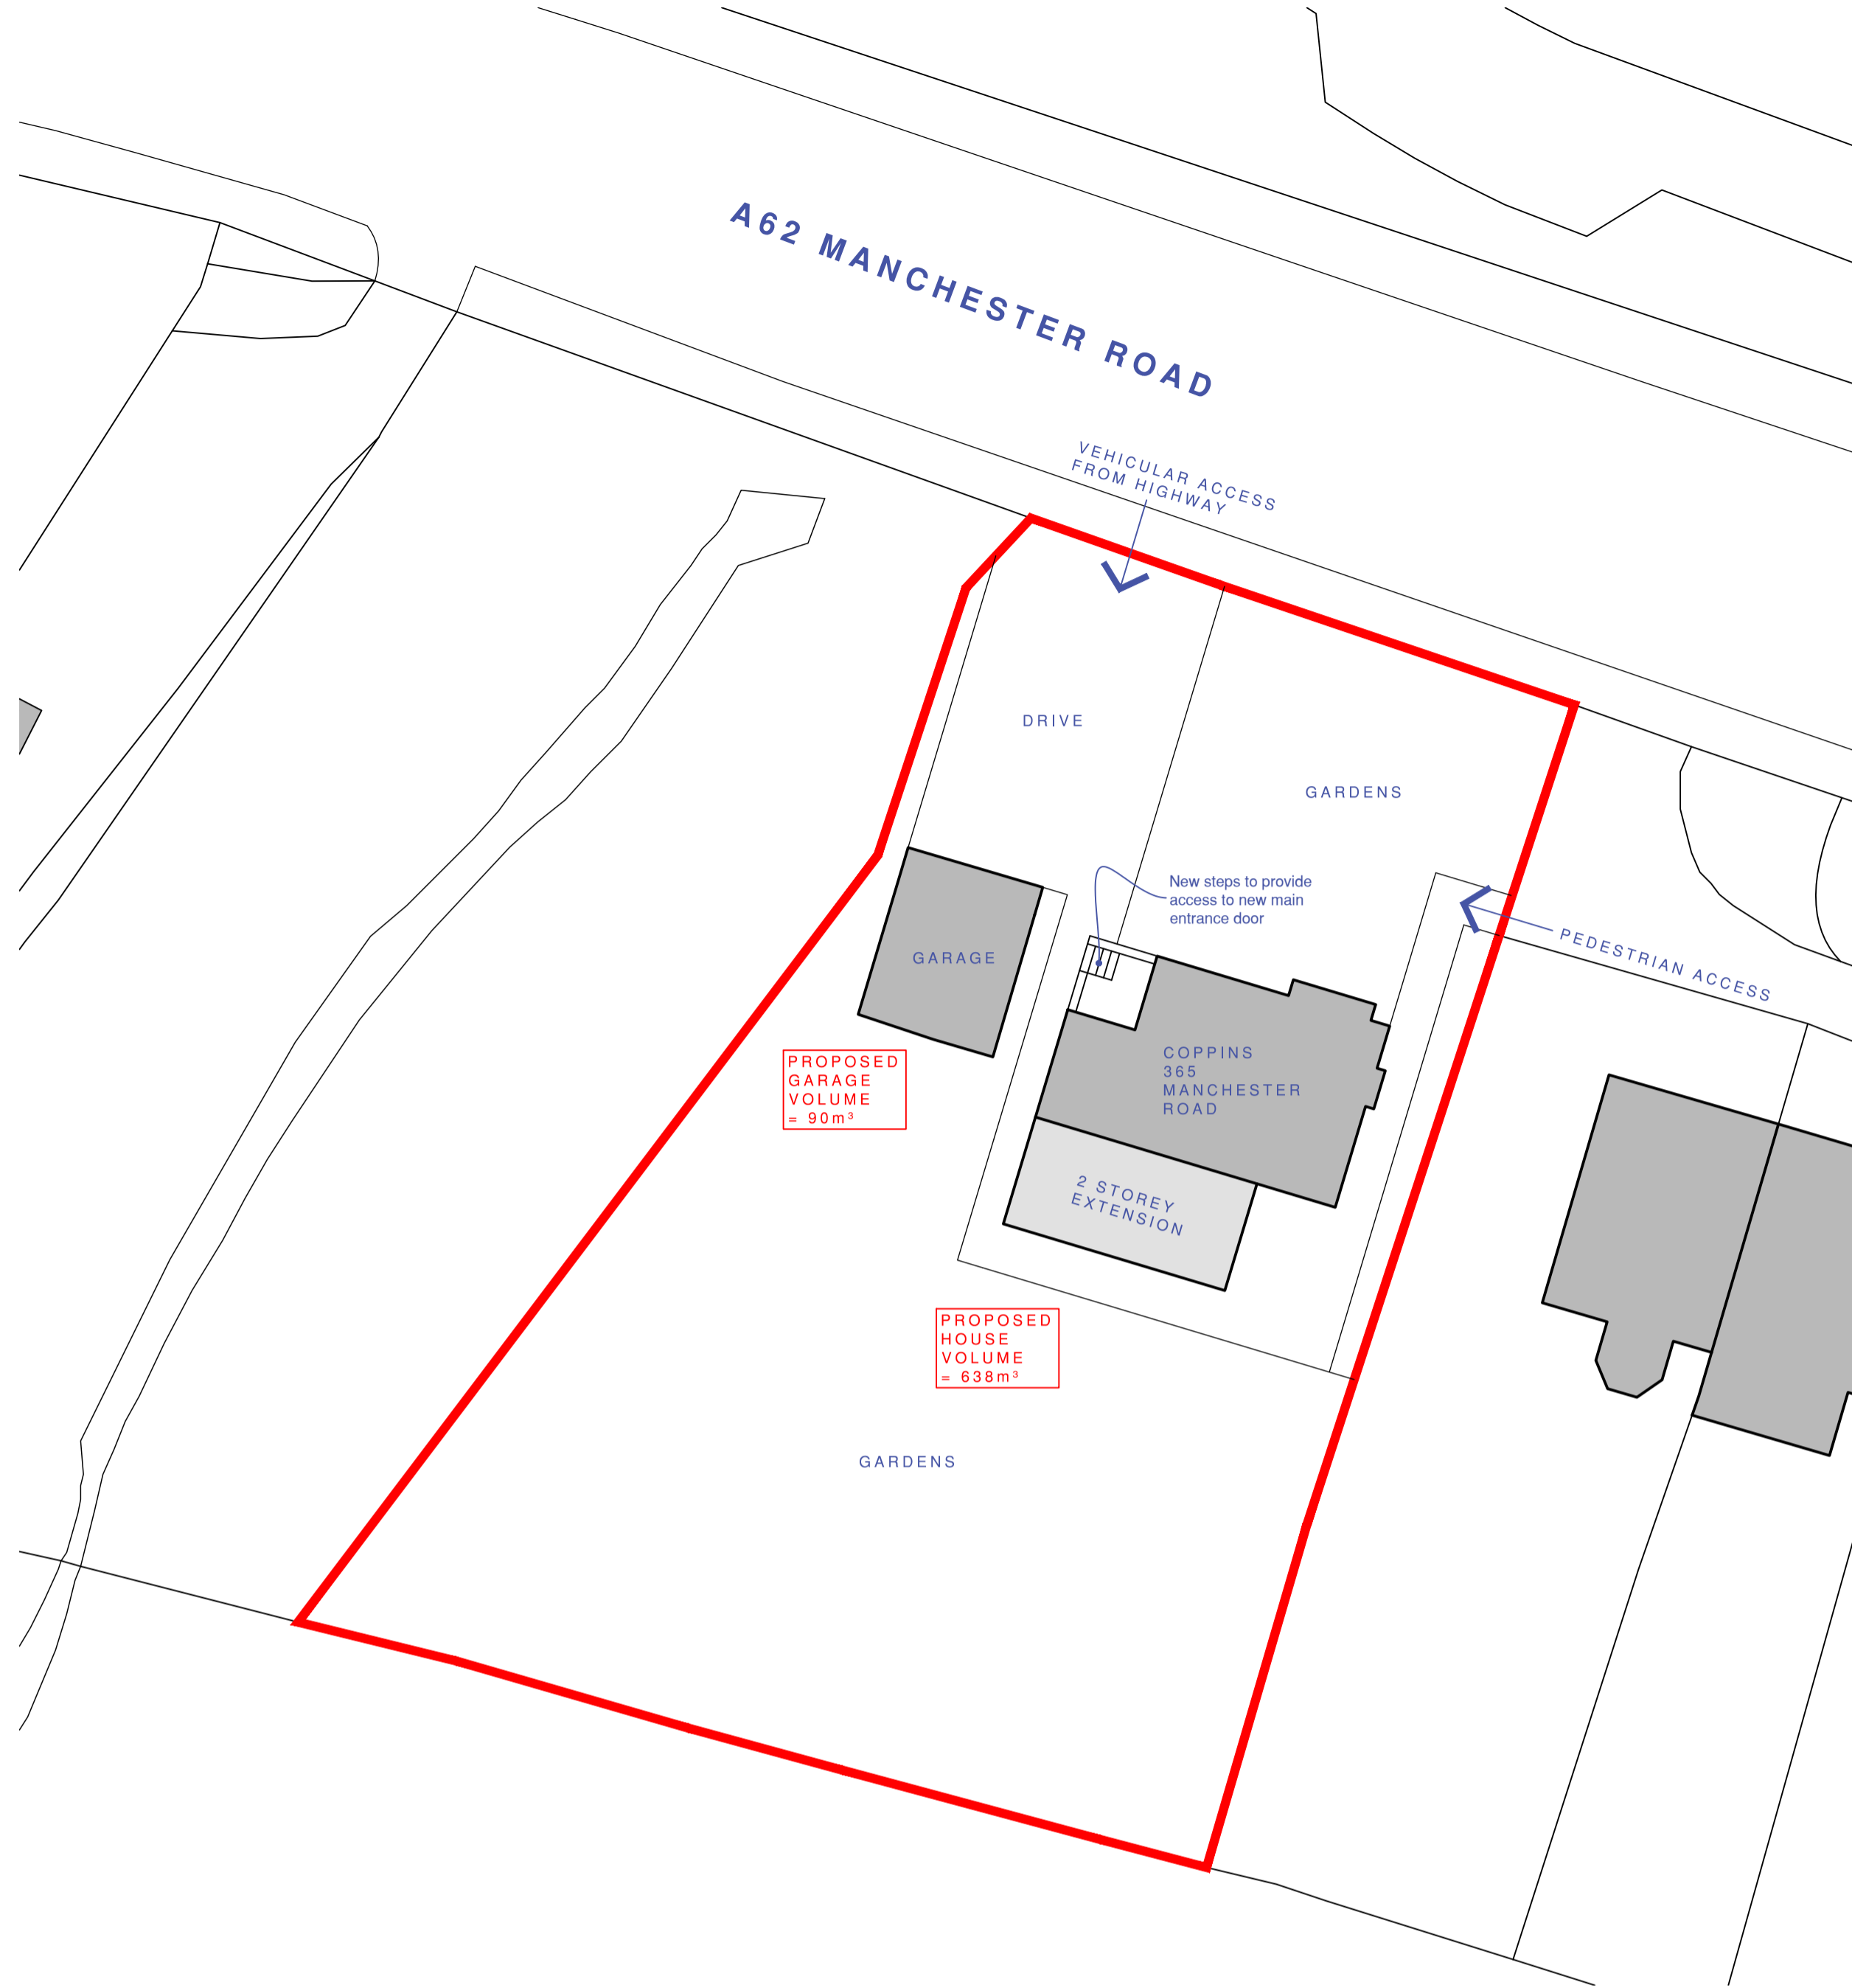 A62 MANCHESTER ROAD
VEHICULAR ACCESS
FROM HIGHWAY
DRIVE
GARDENS
New steps to provide
access to new main
entrance door
PEDESTRIAN ACCESS
GARAGE
COPPINS
365
MANCHESTER
ROAD
PROPOSED
GARAGE
VOLUME
= 90m³
2 STOREY
EXTENSION
PROPOSED
HOUSE
VOLUME
= 638m³
GARDENS